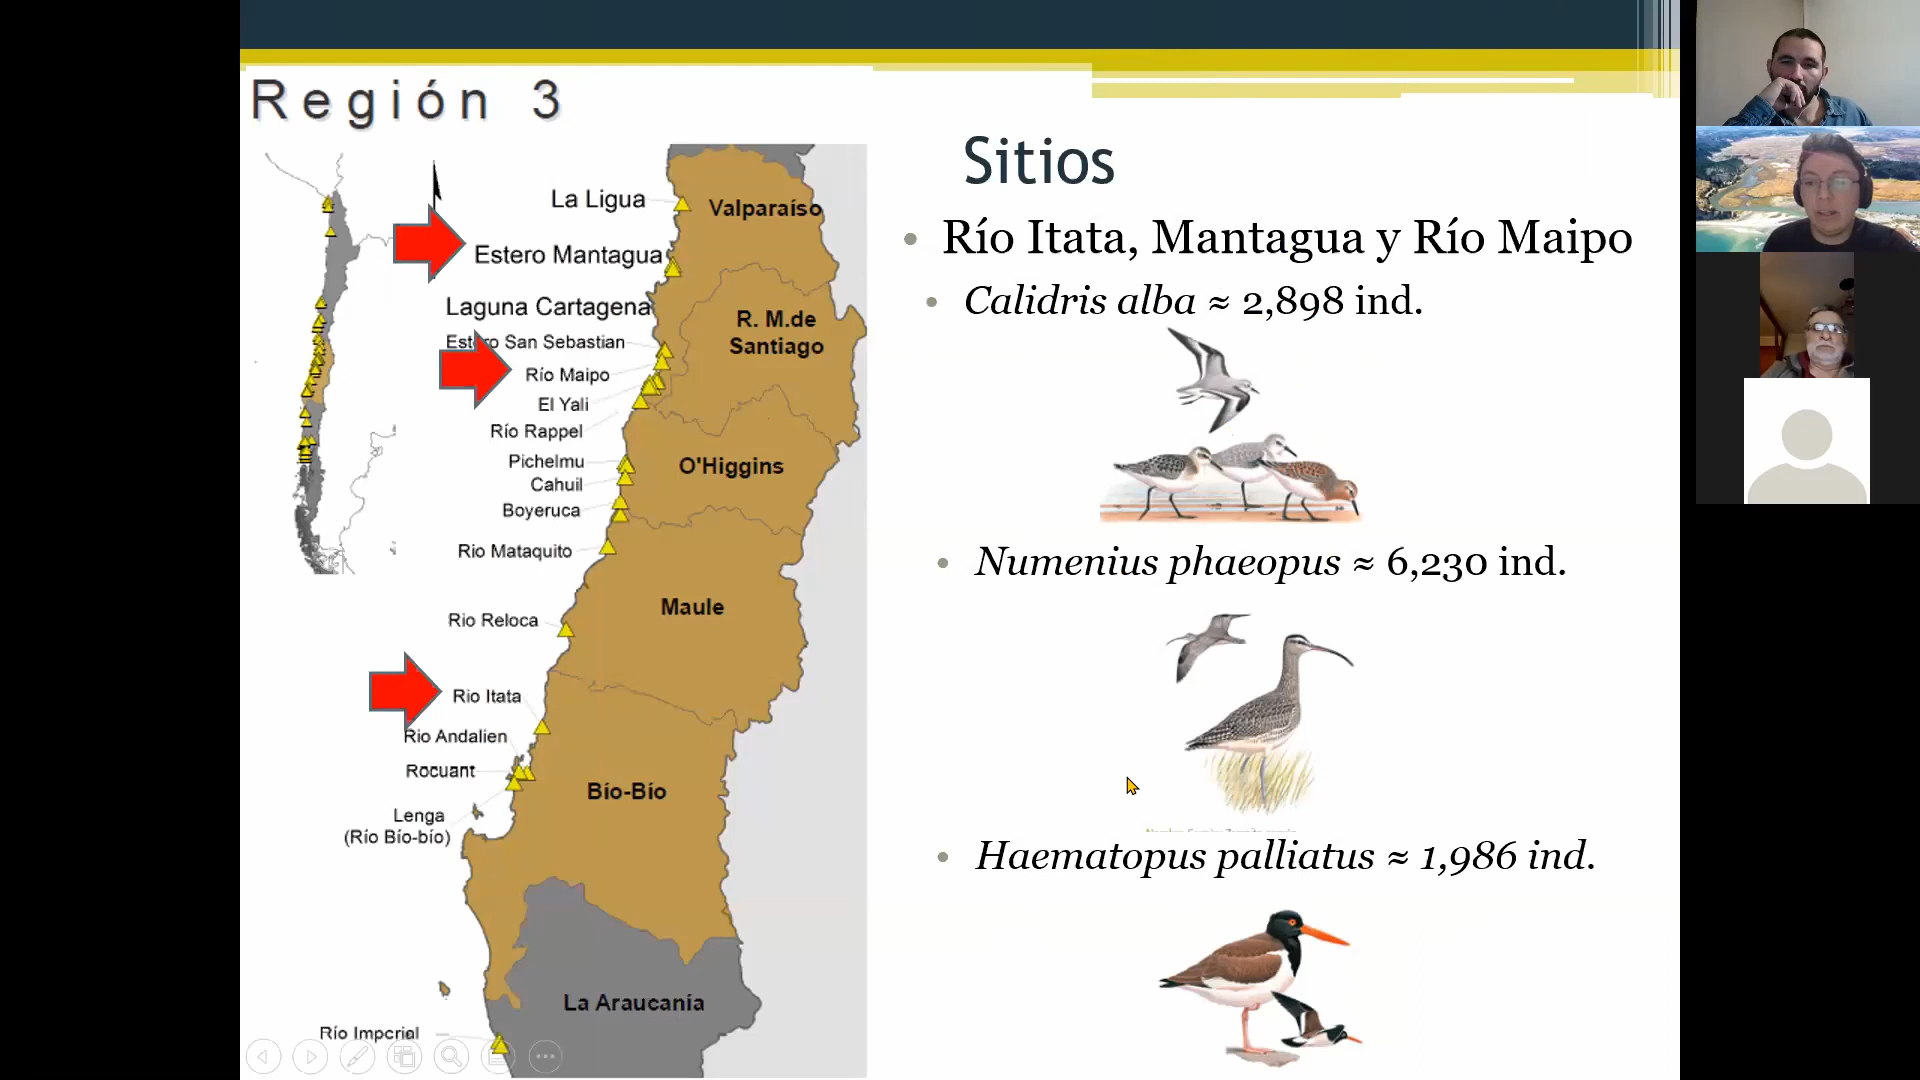 Región 3
La Ligua
Valparaíso
Estero Mantagua
Laguna Cartagena
R. M.de
Santiago
Estero San Sebastian
Río Maipo
El Yali
Río Rappel
Pichelmu
Cahuil
O'Higgins
Boyeruca
Rio Mataquito
Maule
Rio Reloca
Rio Itata
Rio Andalien
Rocuant
Bío-Bío
Lenga
(Río Bío-bío)
La Araucanía
Río Imperial
Sitios
• Río Itata, Mantagua y Río Maipo
• Calidris alba ≈ 2,898 ind.
• Numenius phaeopus ≈ 6,230 ind.
• Haematopus palliatus ≈ 1,986 ind.